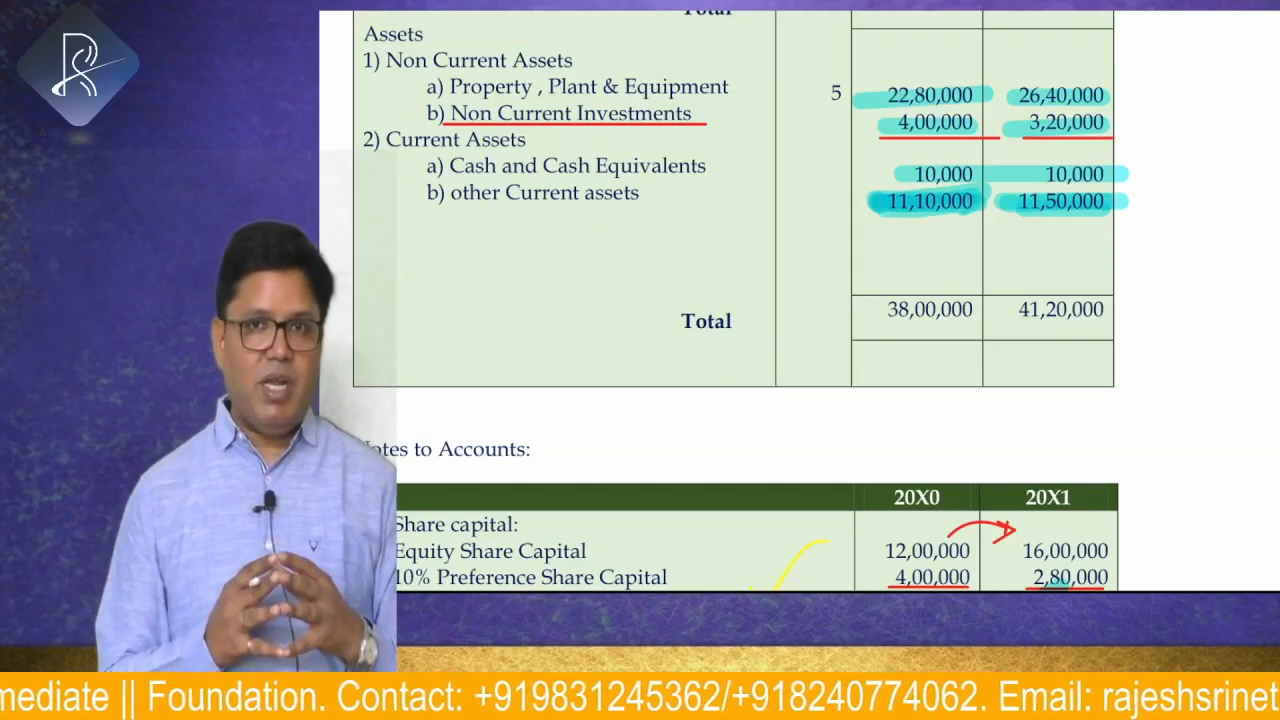 Total
Assets
1) Non Current Assets
a) Property , Plant & Equipment 5 22,80,000 26,40,000
b) Non Current Investments 4,00,000 3,20,000
2) Current Assets
a) Cash and Cash Equivalents 10,000 10,000
b) other Current assets 11,10,000 11,50,000
Total 38,00,000 41,20,000
otes to Accounts:
20X0 20X1
Share capital:
Equity Share Capital 12,00,000 16,00,000
10% Preference Share Capital 4,00,000 2,80,000
mediate || Foundation. Contact: +919831245362/+918240774062. Email: rajeshsrinet